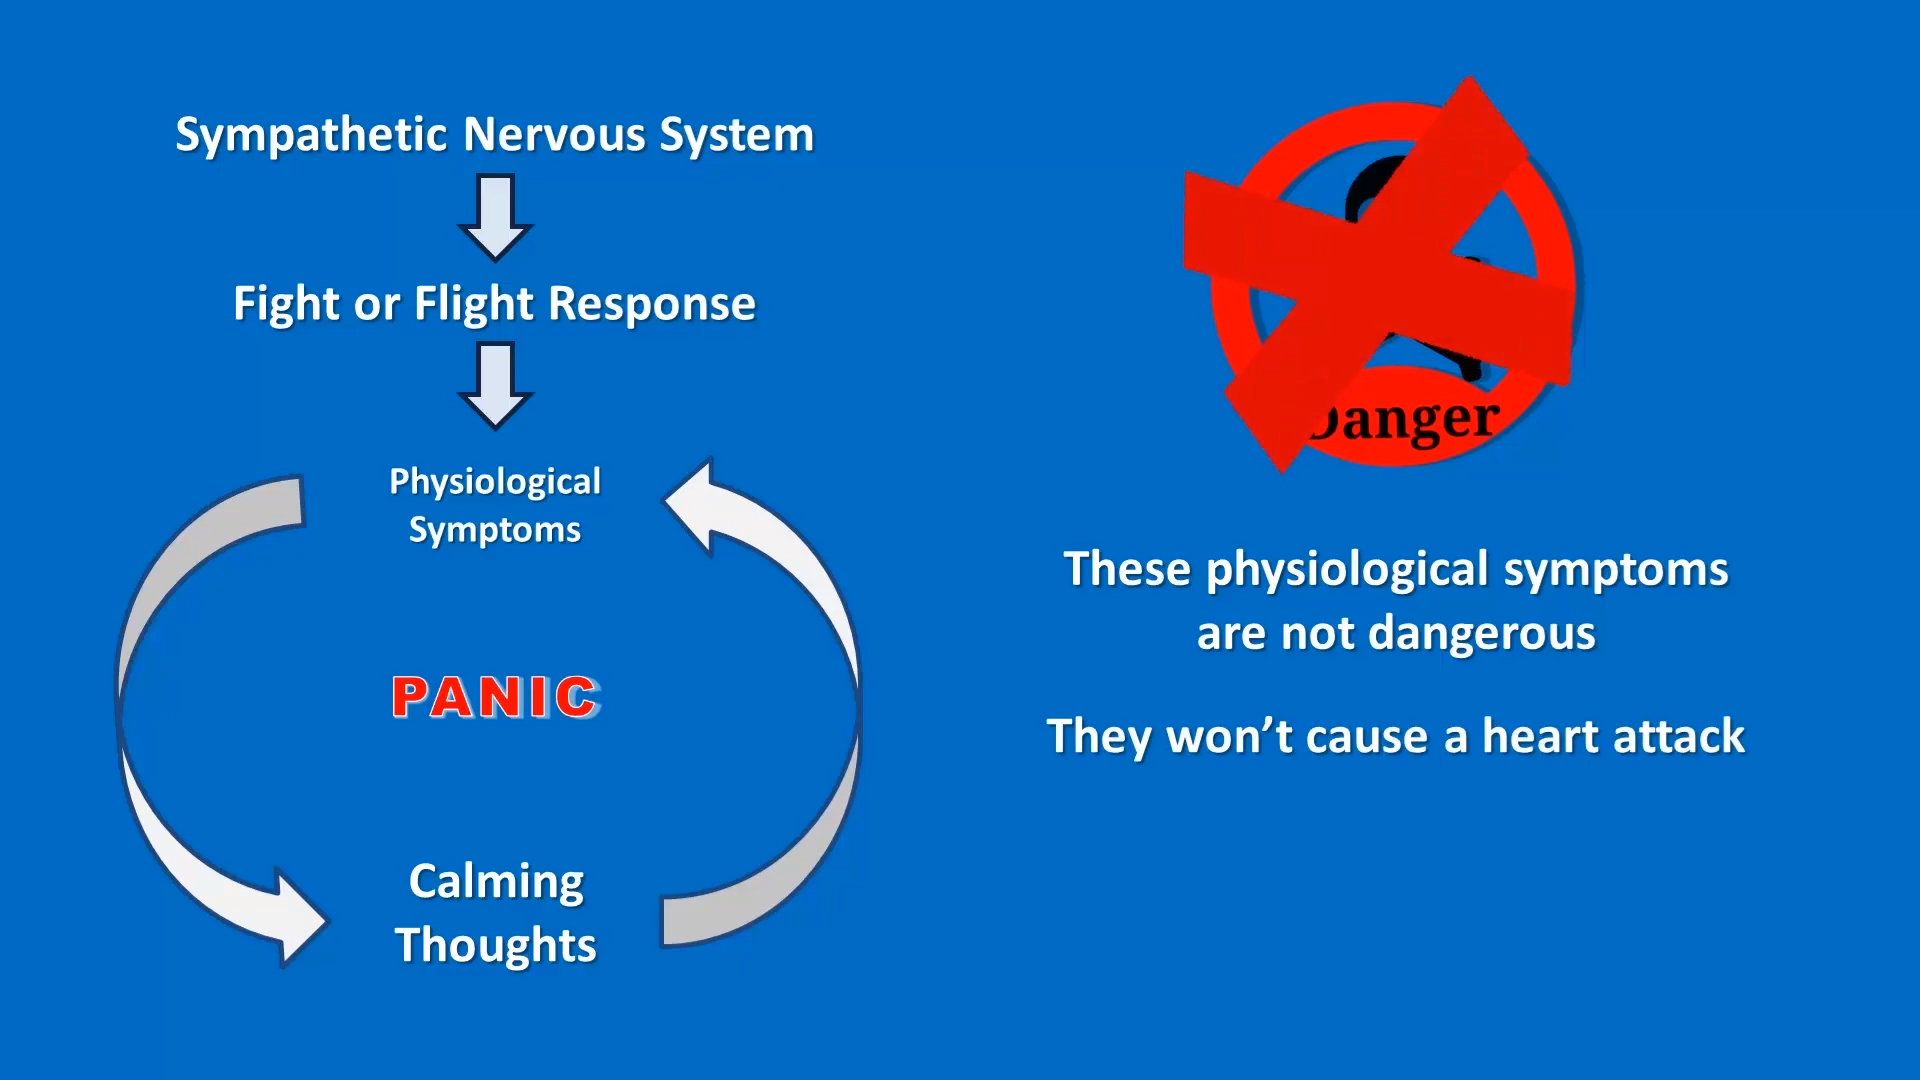 Sympathetic Nervous System
Fight or Flight Response
Physiological
Symptoms
PANIC
Calming
Thoughts
Danger
These physiological symptoms
are not dangerous
They won’t cause a heart attack